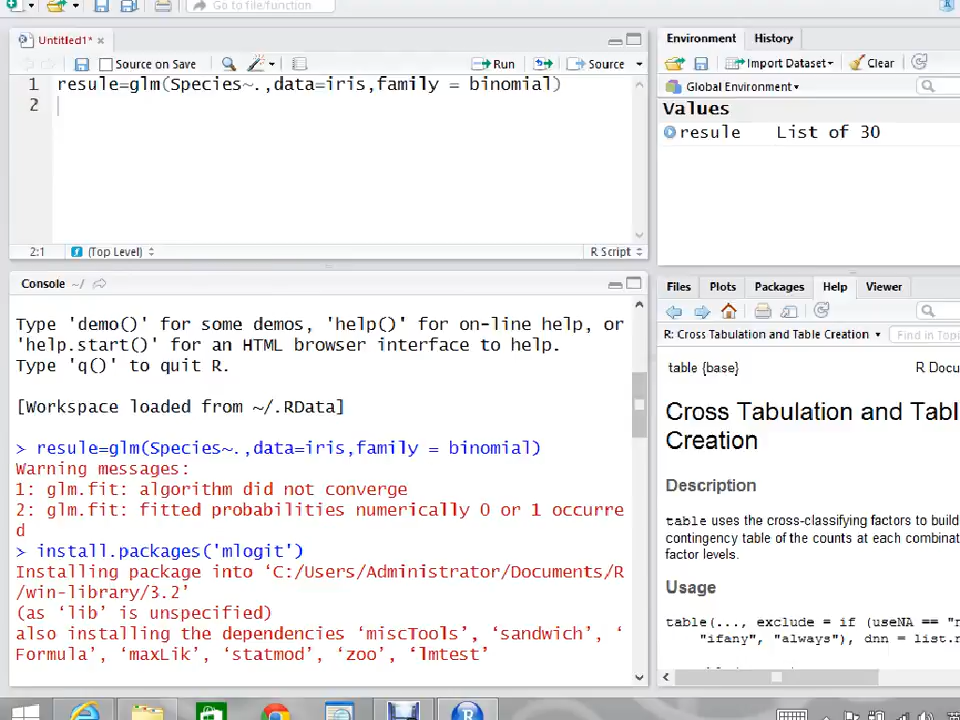 Go to file/function
Untitled1*
Source on Save
Run
Source
1 resule=glm(Species~.,data=iris,family = binomial)
2
2:1
(Top Level)
R Script
Console ~/
Type 'demo()' for some demos, 'help()' for on-line help, or
'help.start()' for an HTML browser interface to help.
Type 'q()' to quit R.
[Workspace loaded from ~/.RData]
> resule=glm(Species~.,data=iris,family = binomial)
Warning messages:
1: glm.fit: algorithm did not converge
2: glm.fit: fitted probabilities numerically 0 or 1 occurre
d
> install.packages('mlogit')
Installing package into ‘C:/Users/Administrator/Documents/R
/win-library/3.2’
(as ‘lib’ is unspecified)
also installing the dependencies ‘miscTools’, ‘sandwich’, ‘
Formula’, ‘maxLik’, ‘statmod’, ‘zoo’, ‘lmtest’
Environment
History
Import Dataset
Clear
Global Environment
Values
resule List of 30
Files
Plots
Packages
Help
Viewer
R: Cross Tabulation and Table Creation
Find in Topi
table {base}
R Docu
Cross Tabulation and Tabl
Creation
Description
table uses the cross-classifying factors to build
contingency table of the counts at each combinat
factor levels.
Usage
table(..., exclude = if (useNA == "n
"ifany", "always"), dnn = list.n